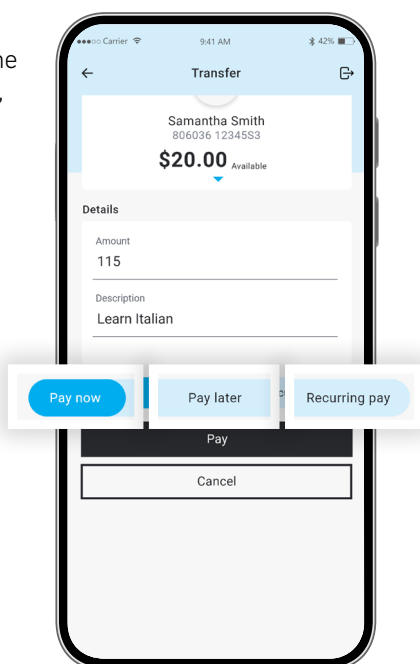 ne
,
Carrier 9:41 AM 42%
Transfer
Samantha Smith
806036 12345S3
$20.00 Available
Details
Amount
115
Description
Learn Italian
Pay now Pay later Recurring pay
Pay
Cancel